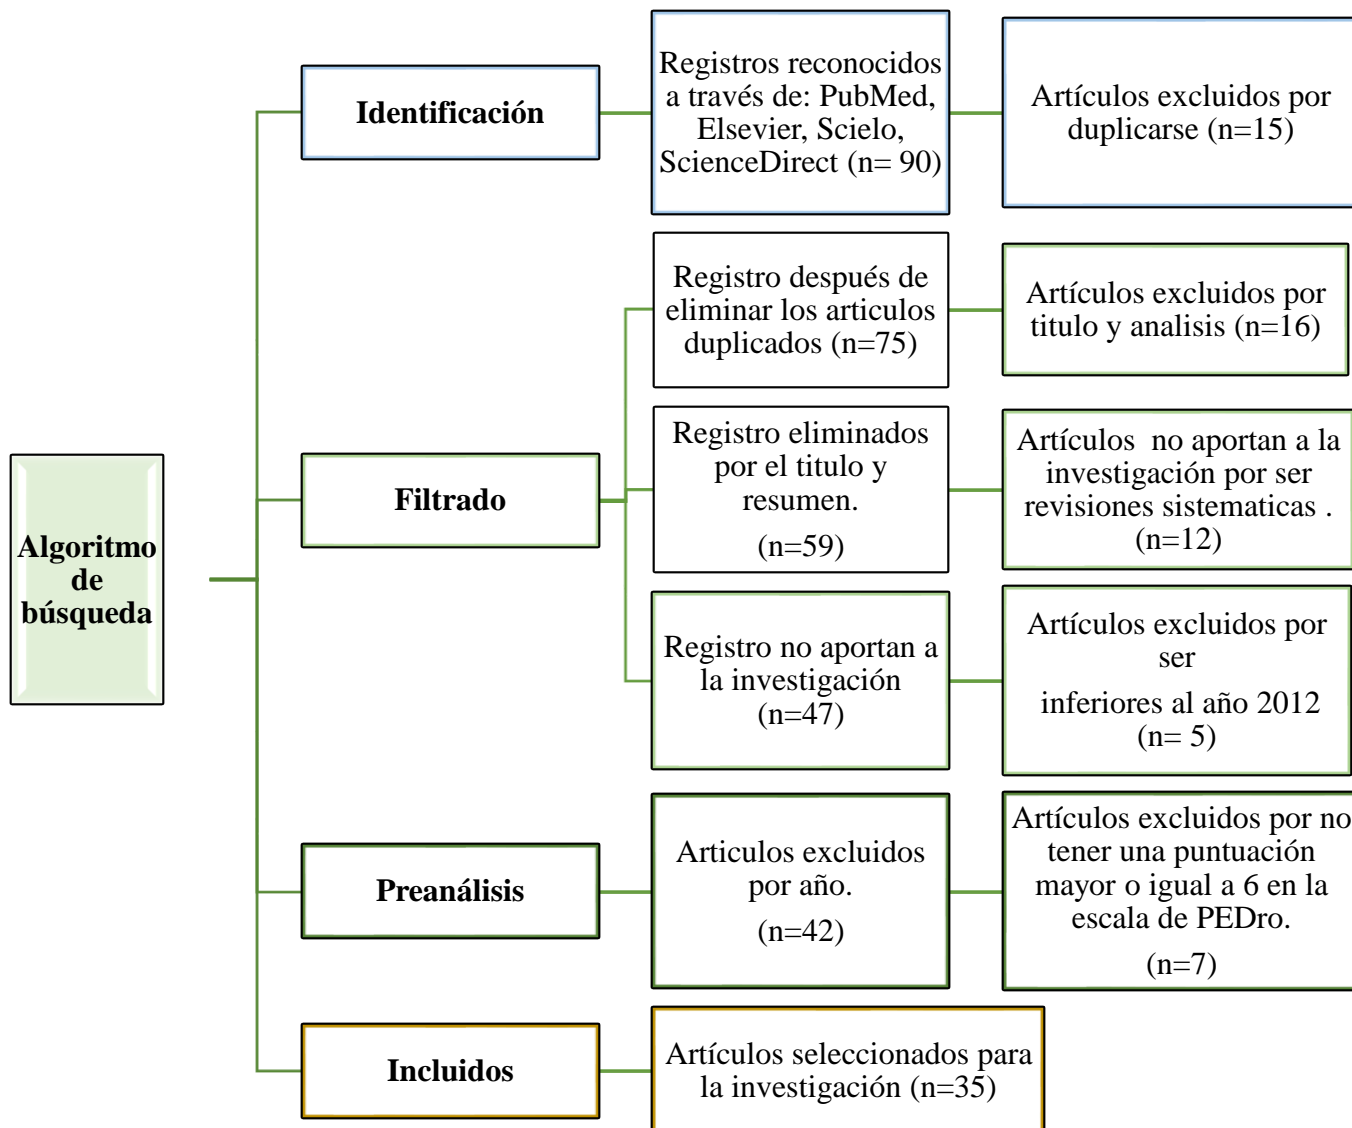 Algoritmo
de
búsqueda
Identificación
Registros reconocidos
a través de: PubMed,
Elsevier, Scielo,
ScienceDirect (n= 90)
Artículos excluidos por
duplicarse (n=15)
Filtrado
Registro después de
eliminar los articulos
duplicados (n=75)
Artículos excluidos por
titulo y analisis (n=16)
Registro eliminados
por el titulo y
resumen.
(n=59)
Artículos  no aportan a la
investigación por ser
revisiones sistematicas .
(n=12)
Registro no aportan a
la investigación
(n=47)
Artículos excluidos por
ser
inferiores al año 2012
(n= 5)
Preanálisis
Articulos excluidos
por año.
(n=42)
Artículos excluidos por no
tener una puntuación
mayor o igual a 6 en la
escala de PEDro.
(n=7)
Incluidos
Artículos seleccionados para
la investigación (n=35)